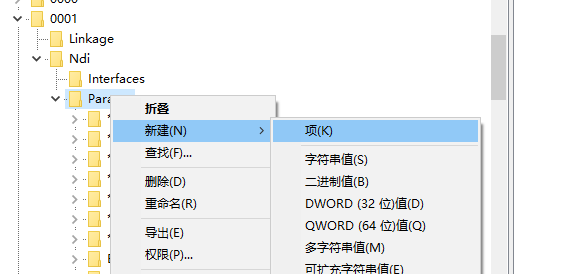 0001
Linkage
Ndi
Interfaces
折叠
新建(N)
查找(F)...
删除(D)
重命名(R)
导出(E)
权限(P)...
项(K)
字符串值(S)
二进制值(B)
DWORD (32 位)值(D)
QWORD (64 位)值(Q)
多字符串值(M)
可扩充字符串值(E)